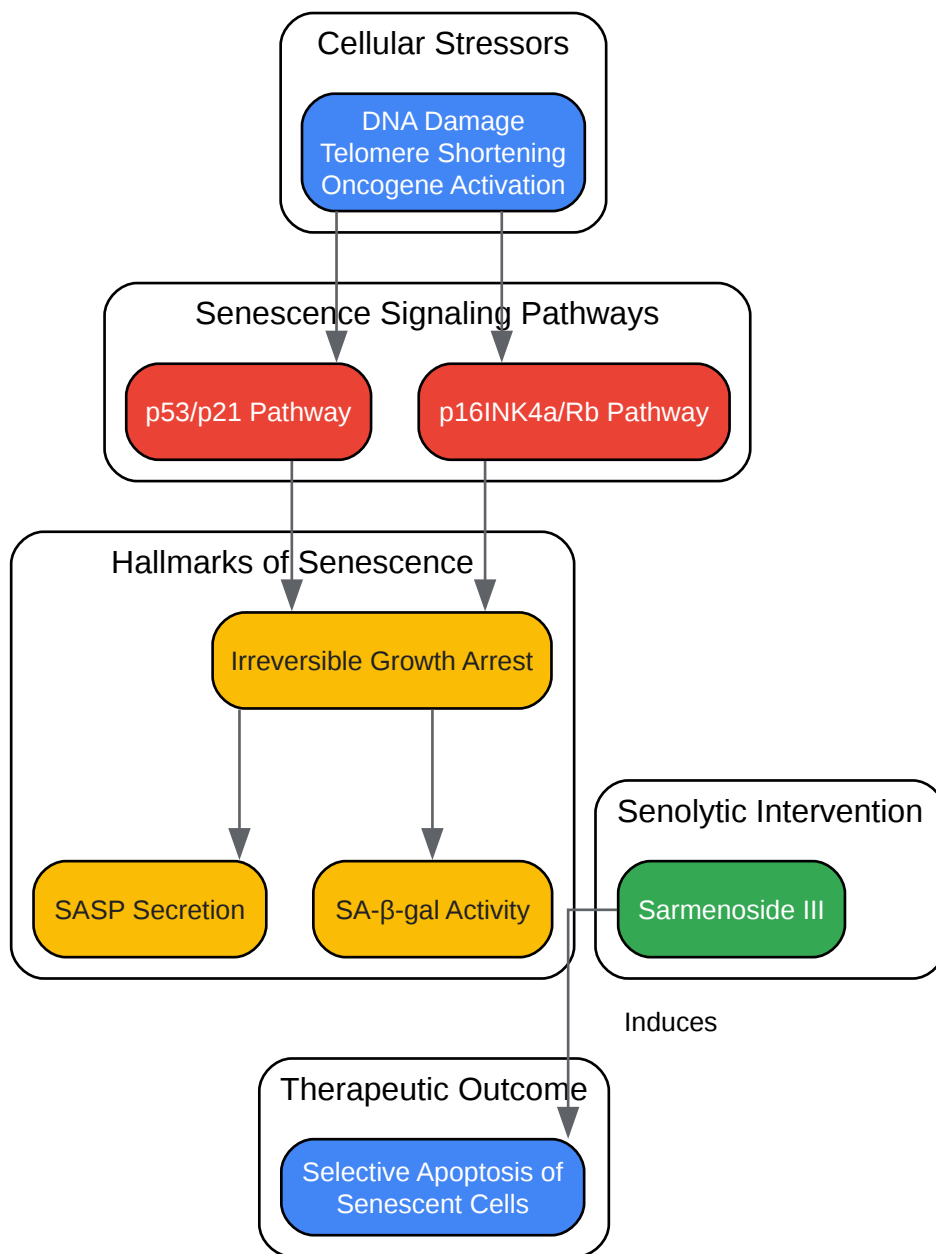 Cellular Stressors
DNA Damage
Telomere Shortening
Oncogene Activation
Senescence Signaling Pathways
p53/p21 Pathway
p16INK4a/Rb Pathway
Hallmarks of Senescence
Irreversible Growth Arrest
SASP Secretion
SA-β-gal Activity
Senolytic Intervention
Sarmenoside III
Induces
Therapeutic Outcome
Selective Apoptosis of
Senescent Cells